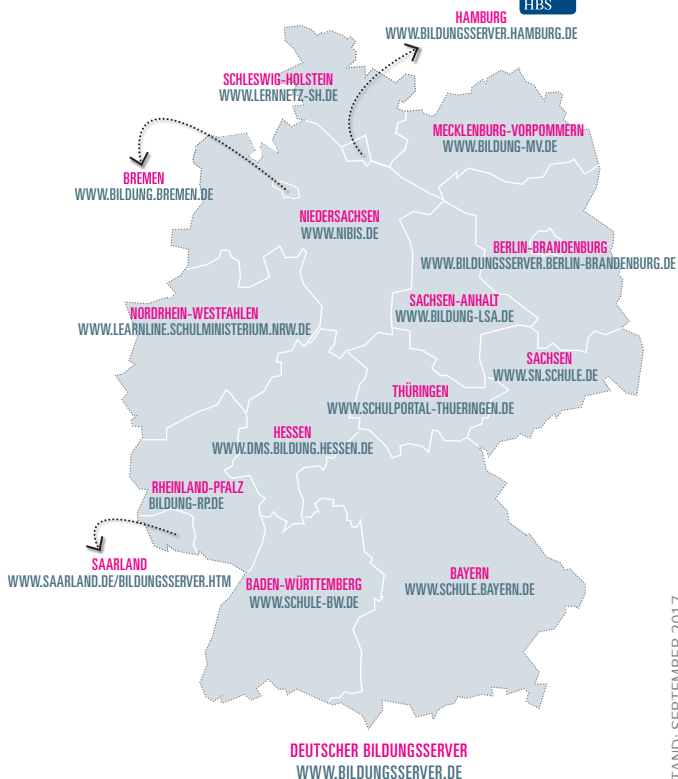 HBS
HAMBURG
WWW.BILDUNGSSERVER.HAMBURG.DE
SCHLESWIG-HOLSTEIN
WWW.LERNNETZ-SH.DE
MECKLENBURG-VORPOMMERN
WWW.BILDUNG-MV.DE
BREMEN
WWW.BILDUNG.BREMEN.DE
NIEDERSACHSEN
WWW.NIBIS.DE
BERLIN-BRANDENBURG
WWW.BILDUNGSSERVER.BERLIN-BRANDENBURG.DE
NORDRHEIN-WESTFAHLEN
WWW.LEARNLINE.SCHULMINISTERIUM.NRW.DE
SACHSEN-ANHALT
WWW.BILDUNG-LSA.DE
SACHSEN
WWW.SN.SCHULE.DE
THÜRINGEN
WWW.SCHULPORTAL-THUERINGEN.DE
HESSEN
WWW.DMS.BILDUNG.HESSEN.DE
RHEINLAND-PFALZ
BILDUNG-RP.DE
SAARLAND
WWW.SAARLAND.DE/BILDUNGSSERVER.HTM
BADEN-WÜRTTEMBERG
WWW.SCHULE-BW.DE
BAYERN
WWW.SCHULE.BAYERN.DE
DEUTSCHER BILDUNGSSERVER
WWW.BILDUNGSSERVER.DE
TAND: SEPTEMBER 2017